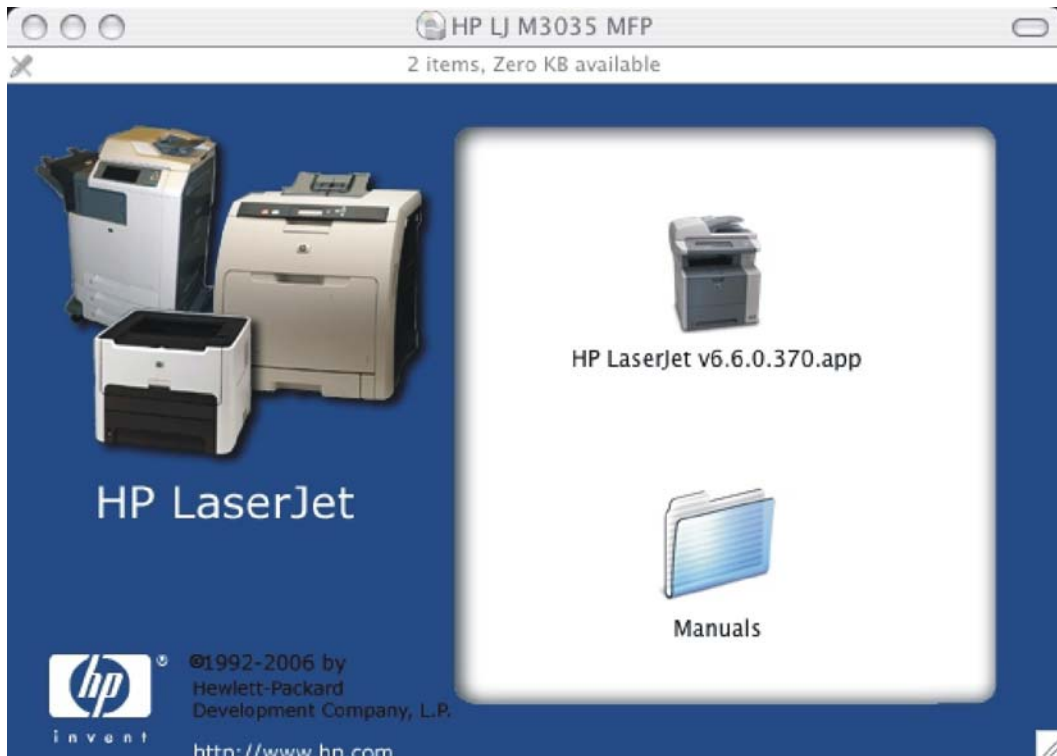 HP LJ M3035 MFP
2 items, Zero KB available
HP LaserJet v6.6.0.370.app
Manuals
HP LaserJet
hp ®
invent
©1992-2006 by
Hewlett-Packard
Development Company, L.P.
http://www.hp.com